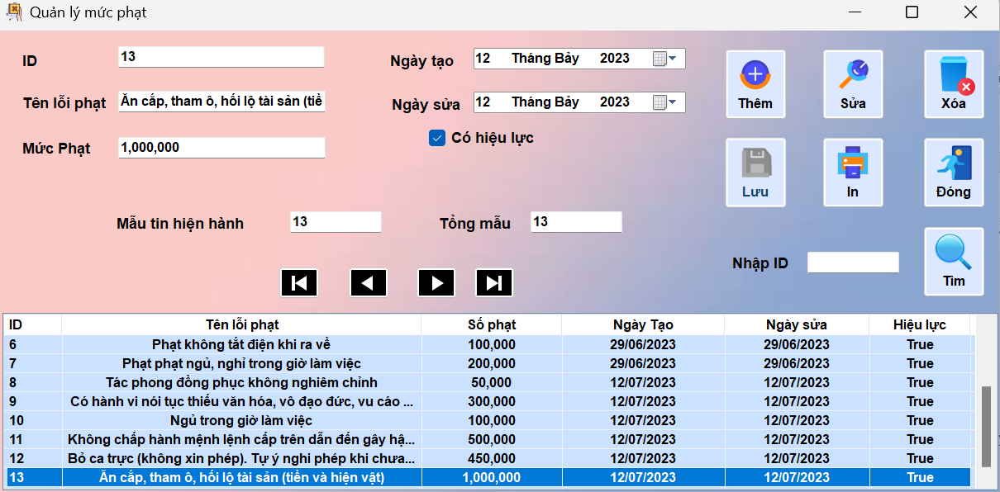 Quản lý mức phạt
ID 13 Ngày tạo 12 Tháng Bảy 2023
Tên lỗi phạt Ăn cắp, tham ô, hối lộ tài sản (tiề Ngày sửa 12 Tháng Bảy 2023
Thêm Sửa Xóa
Mức Phạt 1,000,000 Có hiệu lực
Lưu In Đóng
Mẫu tin hiện hành 13 Tổng mẫu 13
Nhập ID
Tìm
ID Tên lỗi phạt Số phạt Ngày Tạo Ngày sửa Hiệu lực
6 Phạt không tắt điện khi ra về 100,000 29/06/2023 29/06/2023 True
7 Phạt phạt ngủ, nghỉ trong giờ làm việc 200,000 29/06/2023 29/06/2023 True
8 Tác phong đồng phục không nghiêm chỉnh 50,000 12/07/2023 12/07/2023 True
9 Có hành vi nói tục thiếu văn hóa, vô đạo đức, vu cáo ... 300,000 12/07/2023 12/07/2023 True
10 Ngủ trong giờ làm việc 100,000 12/07/2023 12/07/2023 True
11 Không chấp hành mệnh lệnh cấp trên dẫn đến gây hậ... 500,000 12/07/2023 12/07/2023 True
12 Bỏ ca trực (không xin phép). Tự ý nghi phép khi chưa... 450,000 12/07/2023 12/07/2023 True
13 Ăn cắp, tham ô, hối lộ tài sản (tiền và hiện vật) 1,000,000 12/07/2023 12/07/2023 True